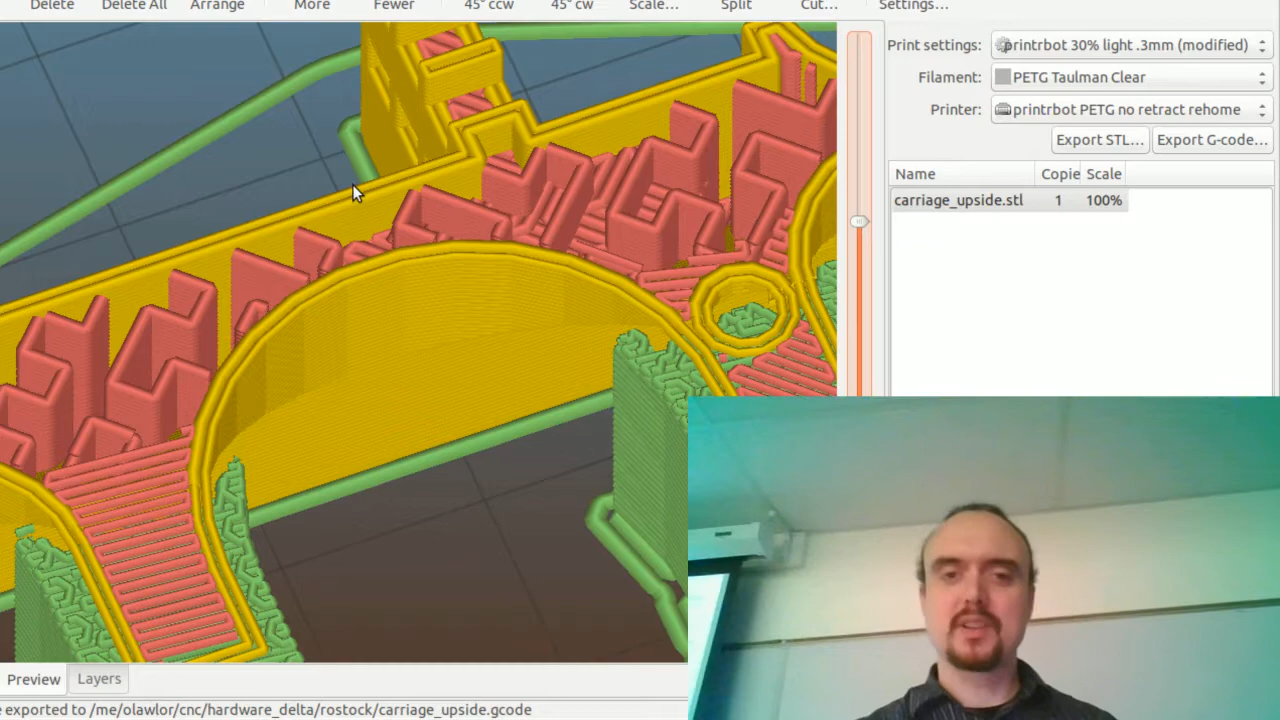 Delete Delete All Arrange More Fewer 45° ccw 45° cw Scale… Split Cut… Settings…
Print settings: printrbot 30% light .3mm (modified)
Filament: PETG Taulman Clear
Printer: printrbot PETG no retract rehome
Export STL… Export G-code…
Name Copie Scale
carriage_upside.stl 1 100%
Preview Layers
exported to /me/olawlor/cnc/hardware_delta/rostock/carriage_upside.gcode